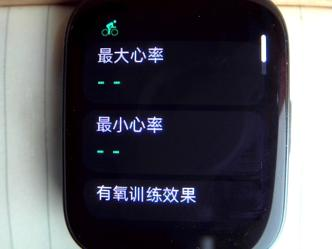 最大心率
--
最小心率
--
有氧训练效果